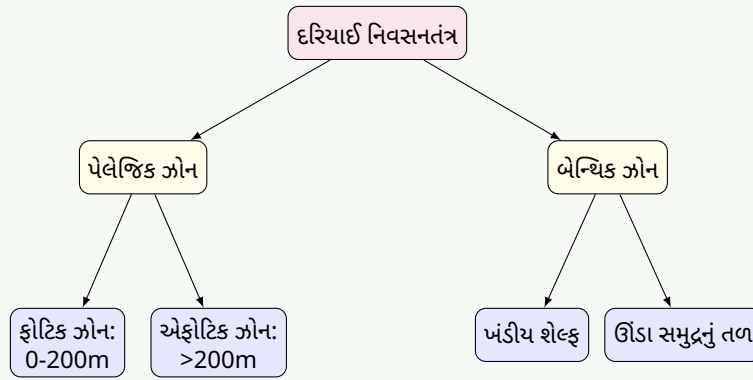 દરિયાઈ નિવસનતંત્ર
પેલેજિક ઝોન
બેન્થિક ઝોન
ફોટિક ઝોન:
0-200m
એફોટિક ઝોન:
>200m
ખંડીય શેલ્ફ
ઊંડા સમુદ્રનું તળ